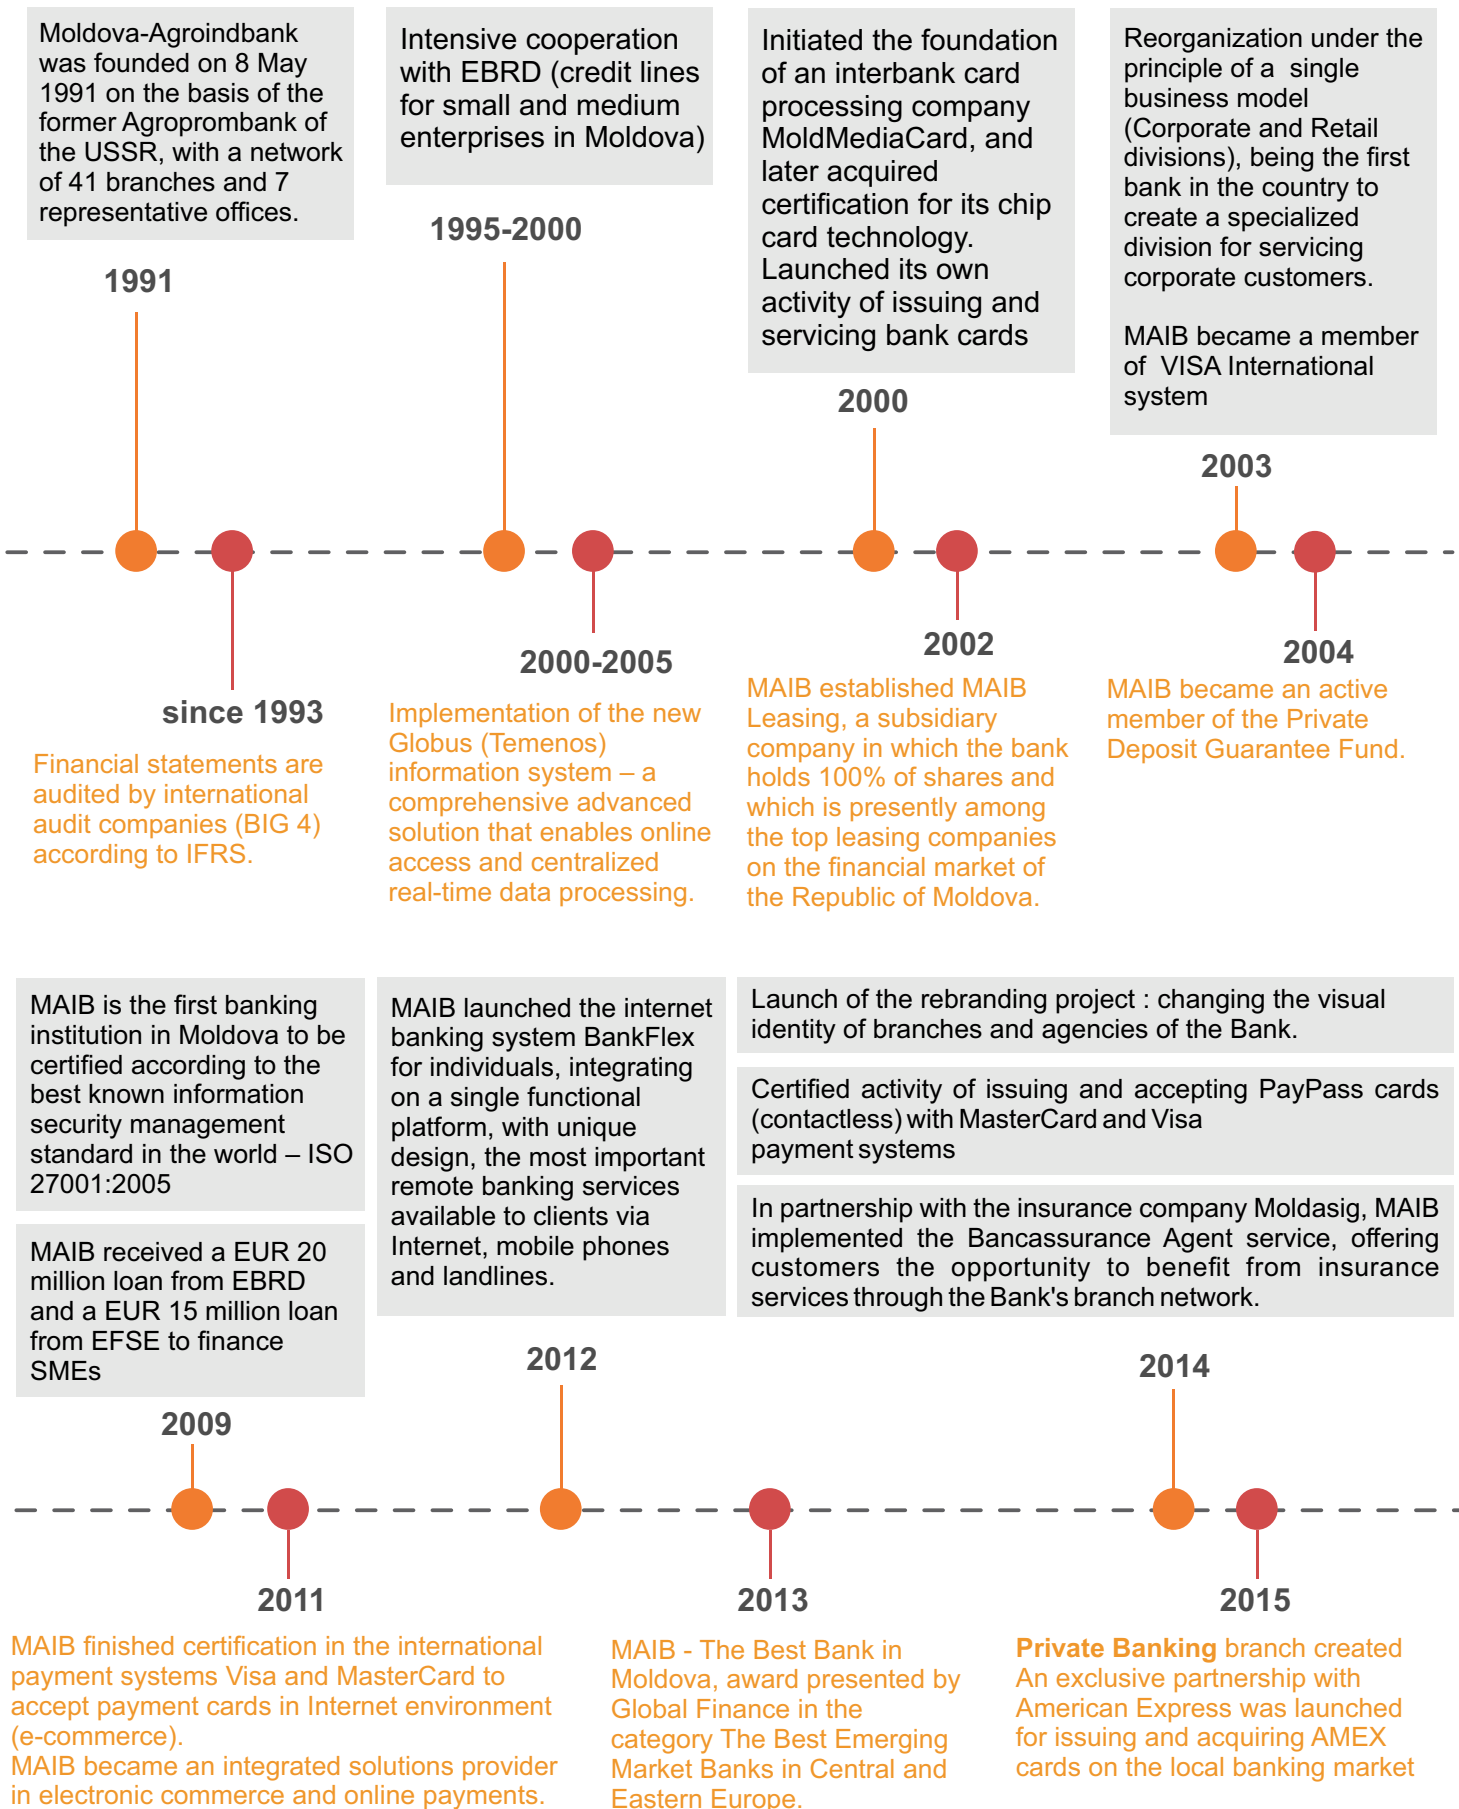 Moldova-Agroindbank
was founded on 8 May
1991 on the basis of the
former Agroprombank of
the USSR, with a network
of 41 branches and 7
representative offices.
1991
Intensive cooperation
with EBRD (credit lines
for small and medium
enterprises in Moldova)
1995-2000
Initiated the foundation
of an interbank card
processing company
MoldMediaCard, and
later acquired
certification for its chip
card technology.
Launched its own
activity of issuing and
servicing bank cards
2000
Reorganization under the
principle of a single
business model
(Corporate and Retail
divisions), being the first
bank in the country to
create a specialized
division for servicing
corporate customers.
MAIB became a member
of VISA International
system
2003
since 1993
Financial statements are
audited by international
audit companies (BIG 4)
according to IFRS.
2000-2005
Implementation of the new
Globus (Temenos)
information system – a
comprehensive advanced
solution that enables online
access and centralized
real-time data processing.
2002
MAIB established MAIB
Leasing, a subsidiary
company in which the bank
holds 100% of shares and
which is presently among
the top leasing companies
on the financial market of
the Republic of Moldova.
2004
MAIB became an active
member of the Private
Deposit Guarantee Fund.
MAIB is the first banking
institution in Moldova to be
certified according to the
best known information
security management
standard in the world – ISO
27001:2005
MAIB received a EUR 20
million loan from EBRD
and a EUR 15 million loan
from EFSE to finance
SMEs
2009
MAIB launched the internet
banking system BankFlex
for individuals, integrating
on a single functional
platform, with unique
design, the most important
remote banking services
available to clients via
Internet, mobile phones
and landlines.
2012
Launch of the rebranding project : changing the visual
identity of branches and agencies of the Bank.
Certified activity of issuing and accepting PayPass cards
(contactless) with MasterCard and Visa
payment systems
In partnership with the insurance company Moldasig, MAIB
implemented the Bancassurance Agent service, offering
customers the opportunity to benefit from insurance
services through the Bank's branch network.
2014
2011
MAIB finished certification in the international
payment systems Visa and MasterCard to
accept payment cards in Internet environment
(e-commerce).
MAIB became an integrated solutions provider
in electronic commerce and online payments.
2013
MAIB - The Best Bank in
Moldova, award presented by
Global Finance in the
category The Best Emerging
Market Banks in Central and
Eastern Europe.
2015
Private Banking branch created
An exclusive partnership with
American Express was launched
for issuing and acquiring AMEX
cards on the local banking market